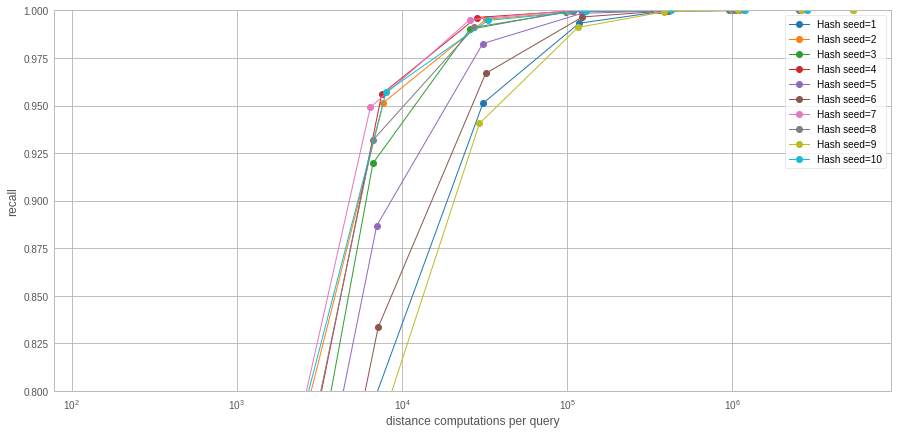 1.000
0.975
0.950
0.925
0.900
0.875
0.850
0.825
0.800
recall
10²
10³
10⁴
10⁵
10⁶
distance computations per query
Hash seed=1
Hash seed=2
Hash seed=3
Hash seed=4
Hash seed=5
Hash seed=6
Hash seed=7
Hash seed=8
Hash seed=9
Hash seed=10